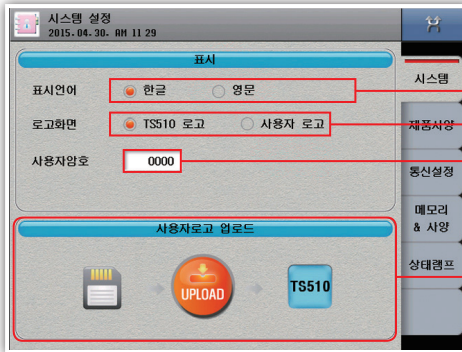 시스템 설정
2015.04.30. AM 11 29
표시
표시언어 한글 영문
로고화면 TS510 로고 사용자 로고
사용자암호 0000
사용자로고 업로드
UPLOAD TS510
시스템
제품사양
통신설정
메모리
& 사양
상태램프